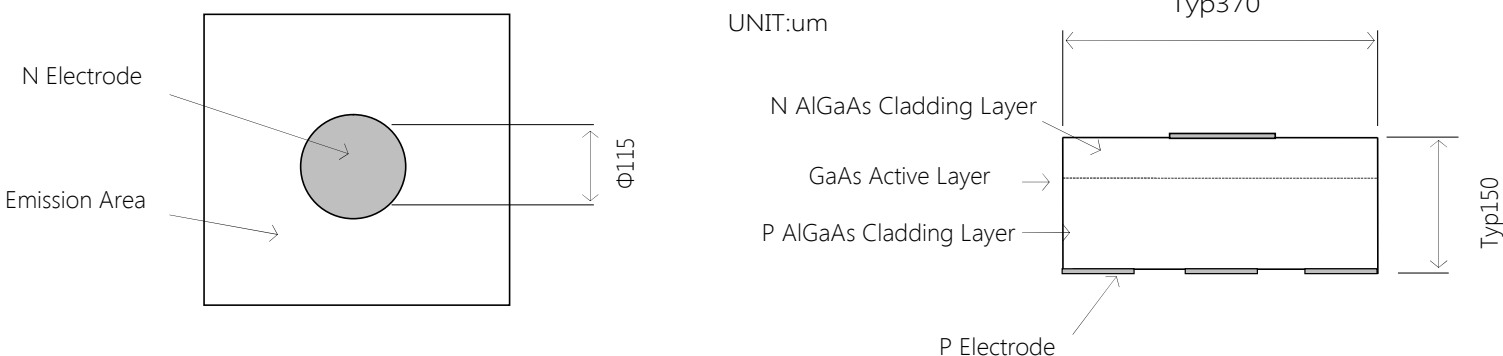 Typ370
UNIT:um
N Electrode
N AlGaAs Cladding Layer
Φ115
GaAs Active Layer
Emission Area
Typ150
P AlGaAs Cladding Layer
P Electrode